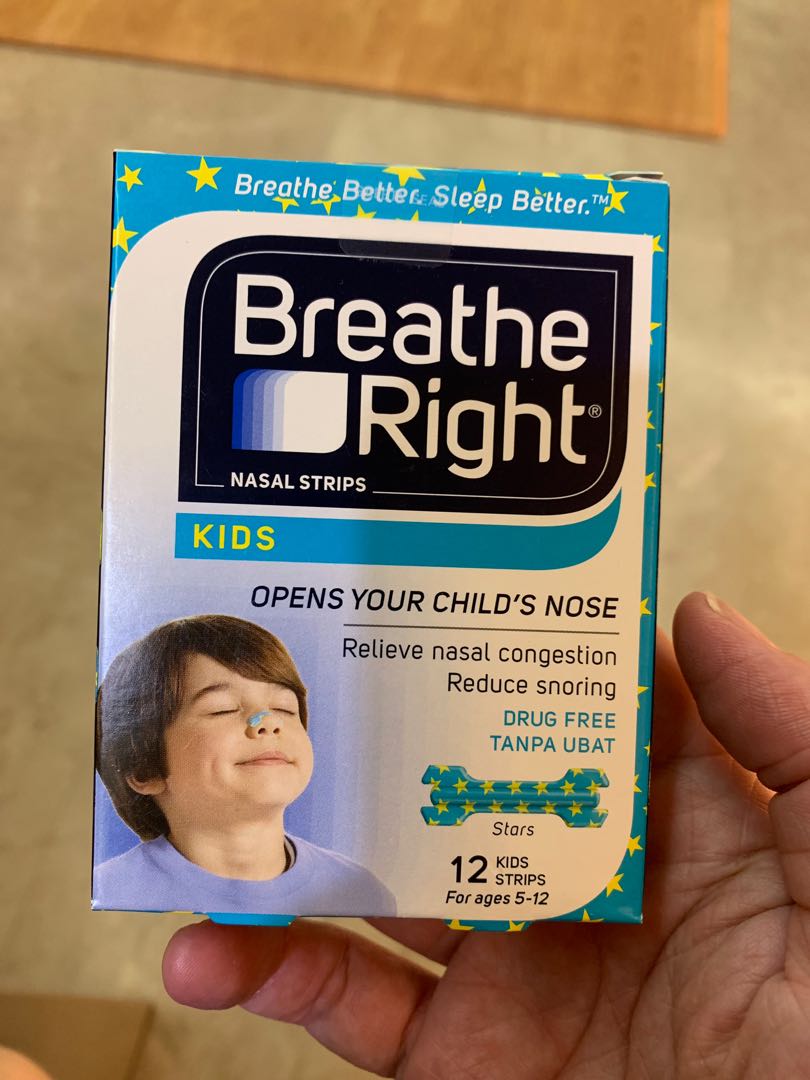 Breathe Better. Sleep Better.™
Breathe
Right®
NASAL STRIPS
KIDS
OPENS YOUR CHILD'S NOSE
Relieve nasal congestion
Reduce snoring
DRUG FREE
TANPA UBAT
Stars
12 KIDS STRIPS
For ages 5-12